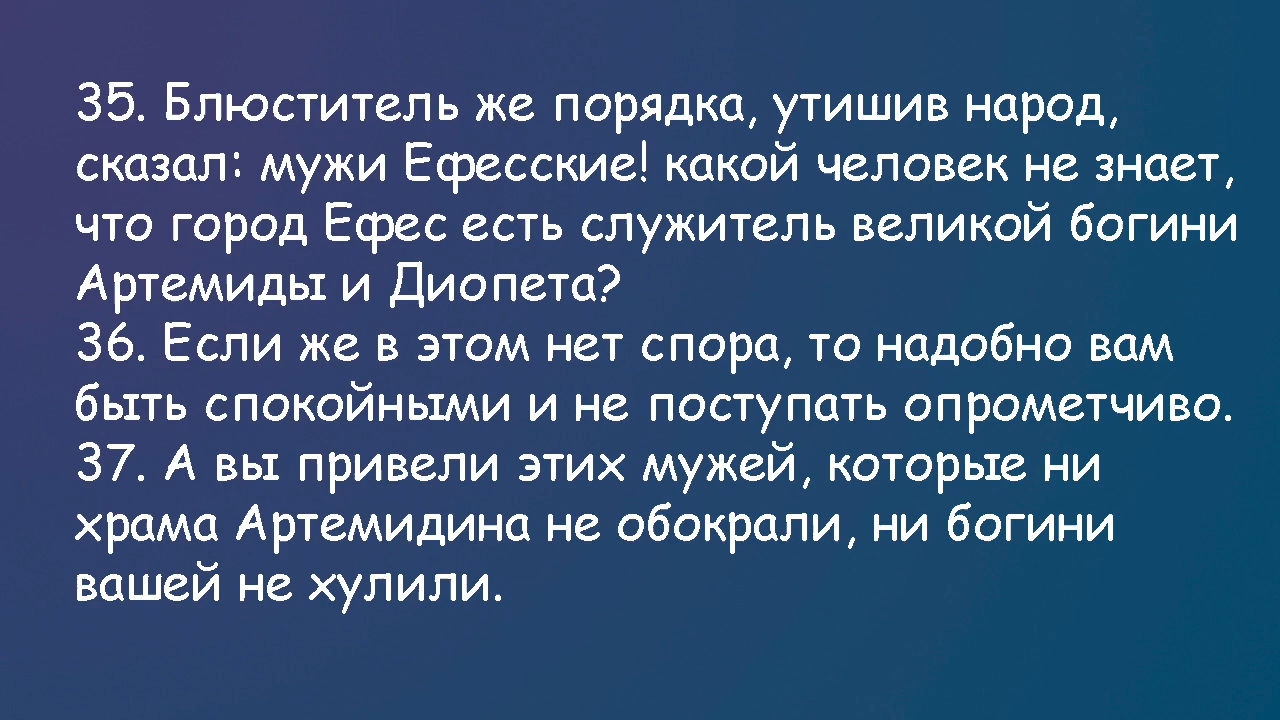 35. Блюститель же порядка, утишив народ,
сказал: мужи Ефесские! какой человек не знает,
что город Ефес есть служитель великой богини
Артемиды и Диопета?
36. Если же в этом нет спора, то надобно вам
быть спокойными и не поступать опрометчиво.
37. А вы привели этих мужей, которые ни
храма Артемидина не обокрали, ни богини
вашей не хулили.